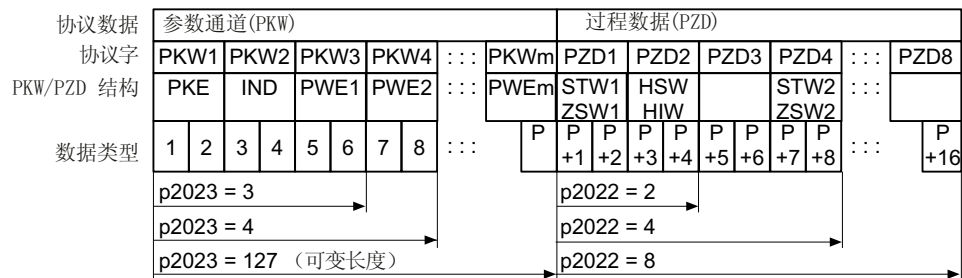 协议数据 参数通道(PKW) 过程数据(PZD)
协议字 PKW1 PKW2 PKW3 PKW4 : : : PKWm PZD1 PZD2 PZD3 PZD4 : : : PZD8
PKW/PZD 结构 PKE IND PWE1 PWE2 : : : PWEm STW1 HSW STW2 : : :
ZSW1 HIW ZSW2
数据类型 1 2 3 4 5 6 7 8 : : : P P P P P P P P P : : : P
+1 +2 +3 +4 +5 +6 +7 +8 +16
p2023 = 3 p2022 = 2
p2023 = 4 p2022 = 4
p2023 = 127 （可变长度） p2022 = 8